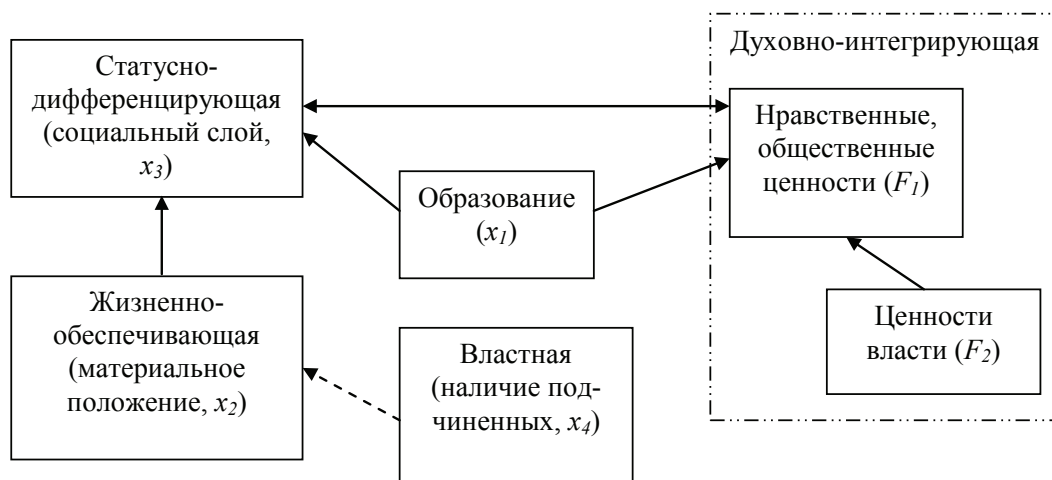 Статусно-
дифференцирующая
(социальный слой,
x3)
Духовно-интегрирующая
Нравственные,
общественные
ценности (F1)
Образование
(x1)
Жизненно-
обеспечивающая
(материальное
положение, x2)
Властная
(наличие под-
чиненных, x4)
Ценности
власти (F2)